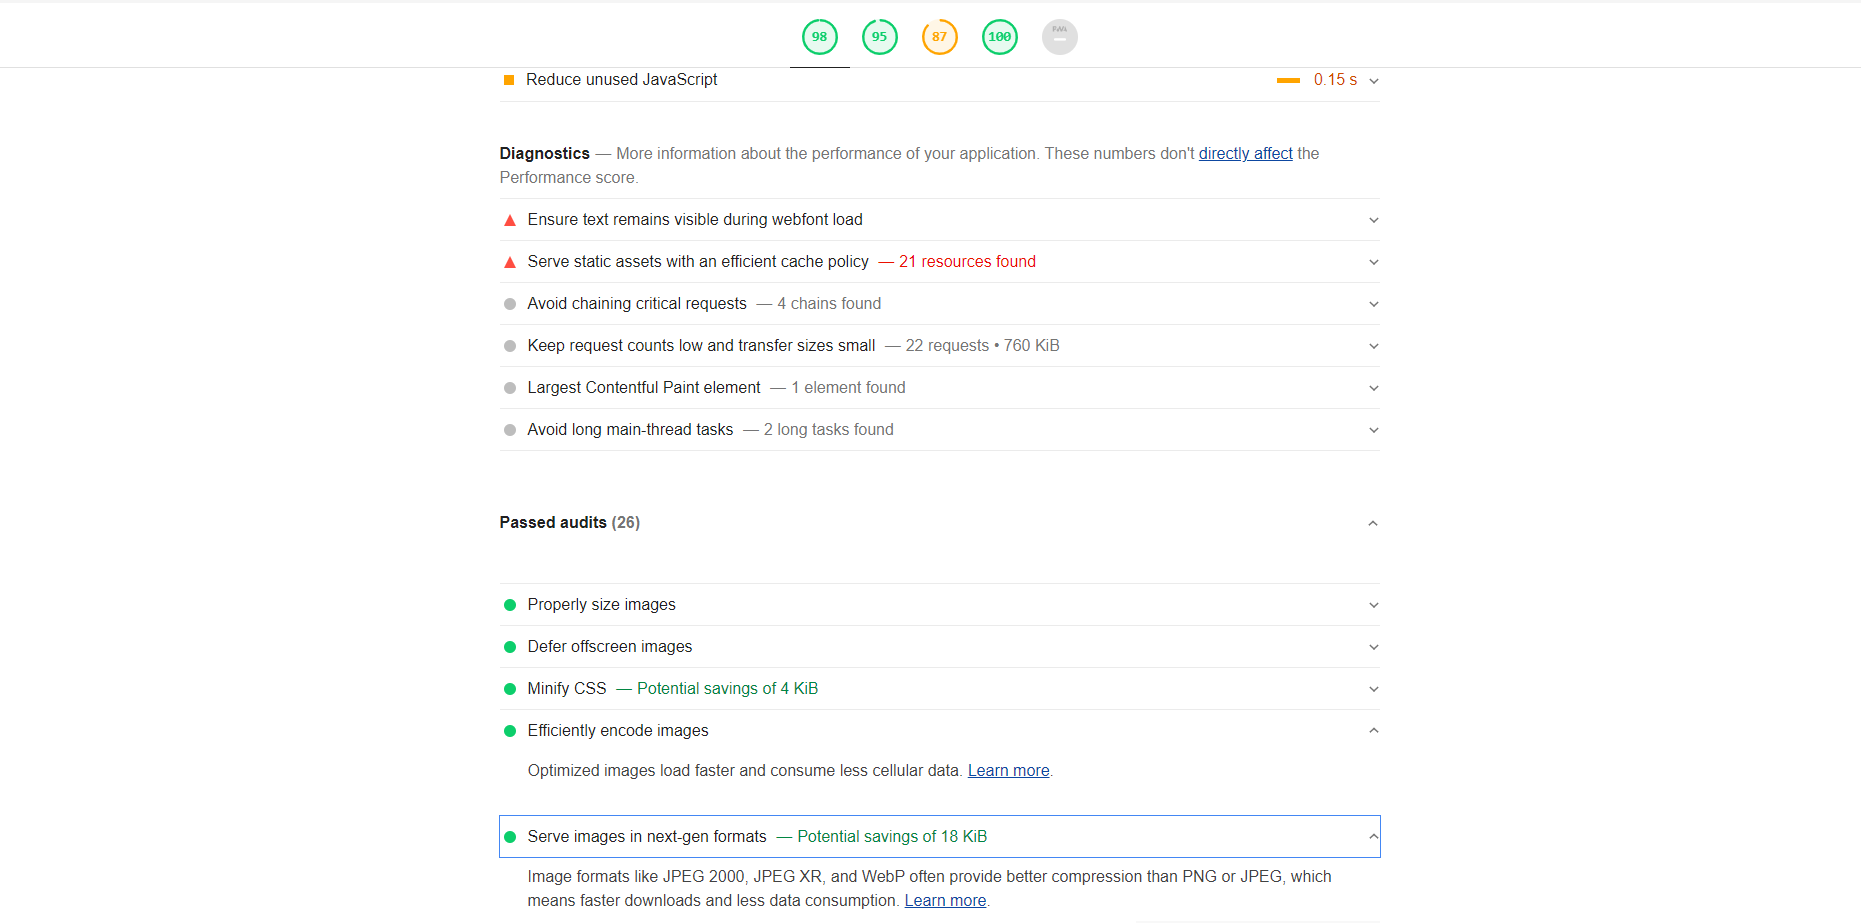 98 95 87 100 PWA
Reduce unused JavaScript 0.15 s
Diagnostics — More information about the performance of your application. These numbers don't directly affect the
Performance score.
Ensure text remains visible during webfont load
Serve static assets with an efficient cache policy — 21 resources found
Avoid chaining critical requests — 4 chains found
Keep request counts low and transfer sizes small — 22 requests • 760 KiB
Largest Contentful Paint element — 1 element found
Avoid long main-thread tasks — 2 long tasks found
Passed audits (26)
Properly size images
Defer offscreen images
Minify CSS — Potential savings of 4 KiB
Efficiently encode images
Optimized images load faster and consume less cellular data. Learn more.
Serve images in next-gen formats — Potential savings of 18 KiB
Image formats like JPEG 2000, JPEG XR, and WebP often provide better compression than PNG or JPEG, which
means faster downloads and less data consumption. Learn more.